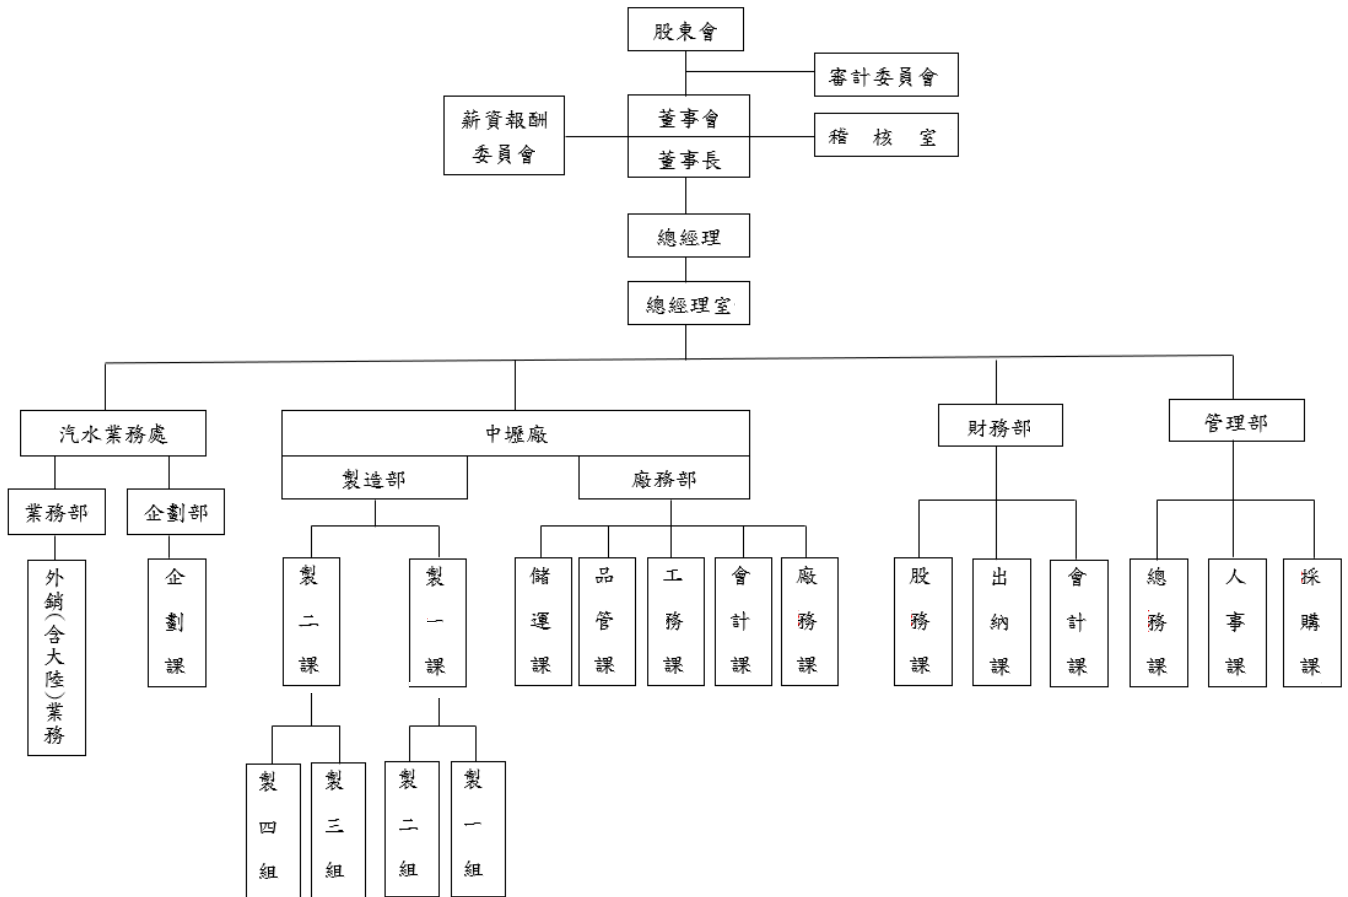 股東會
審計委員會
薪資報酬
委員會
董事會
稽核室
董事長
總經理
總經理室
汽水業務處
中壢廠
財務部
管理部
製造部
廠務部
業務部
企劃部
外銷(含大陸)業務
企劃課
製二課
製一課
儲運課
品管課
工務課
會計課
廠務課
股務課
出納課
會計課
總務課
人事課
採購課
製四組
製三組
製二組
製一組